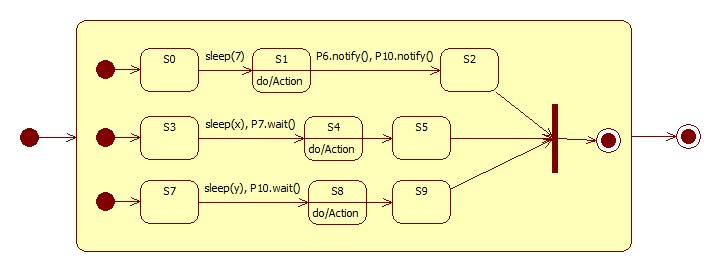 S0
sleep(7)
S1
do/Action
P6.notify(), P10.notify()
S2
S3
sleep(x), P7.wait()
S4
do/Action
S5
S7
sleep(y), P10.wait()
S8
do/Action
S9